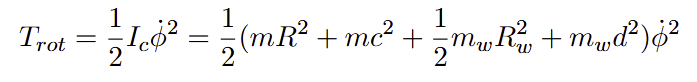 $T_{rot} = \frac{1}{2} I_c \dot{\phi}^2 = \frac{1}{2} (mR^2 + mc^2 + \frac{1}{2} m_w R_w^2 + m_w d^2) \dot{\phi}^2$